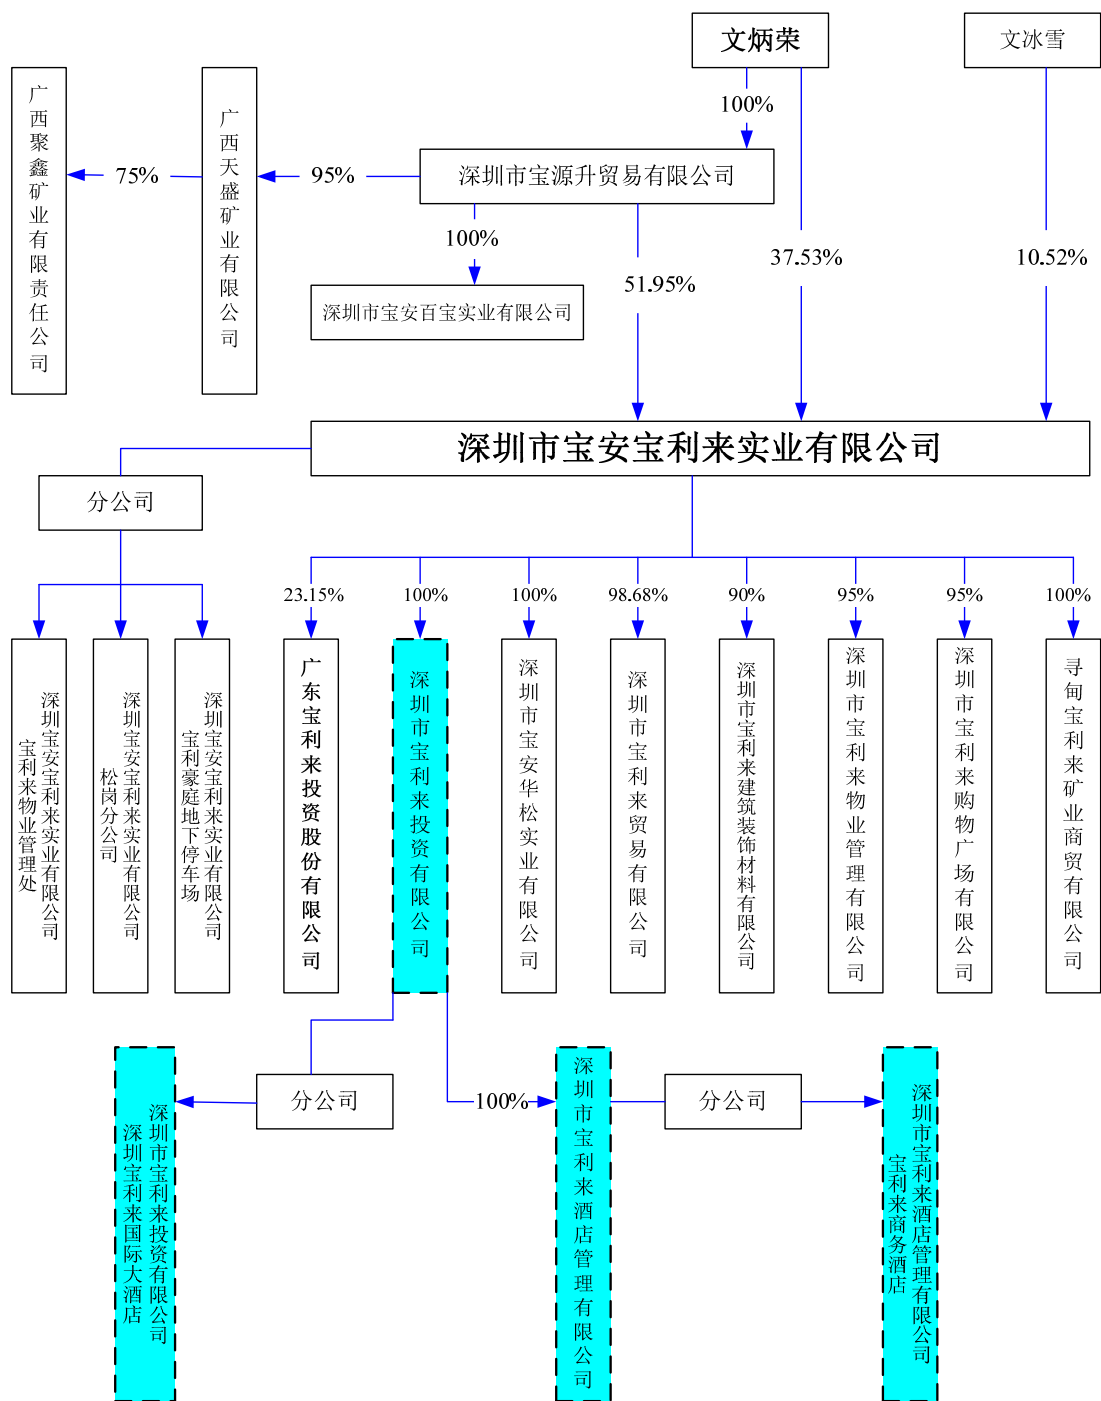 文炳荣
文冰雪
100%
深圳市宝源升贸易有限公司
95%
广西天盛矿业有限公司
75%
广西聚鑫矿业有限责任公司
100%
深圳市宝安百宝实业有限公司
51.95%
37.53%
10.52%
深圳市宝安宝利来实业有限公司
分公司
深圳宝安宝利来实业有限公司
宝利来物业管理处
深圳宝安宝利来实业有限公司
松岗分公司
深圳宝安宝利来实业有限公司
宝利豪庭地下停车场
23.15%
100%
100%
98.68%
90%
95%
95%
100%
广东宝利来投资股份有限公司
深圳市宝利来投资有限公司
深圳市宝安华松实业有限公司
深圳市宝利来贸易有限公司
深圳市宝利来建筑装饰材料有限公司
深圳市宝利来物业管理有限公司
深圳市宝利来购物广场有限公司
寻甸宝利来矿业商贸有限公司
分公司
深圳市宝利来投资有限公司
深圳宝利来国际大酒店
100%
深圳市宝利来酒店管理有限公司
分公司
深圳市宝利来酒店管理有限公司
宝利来商务酒店